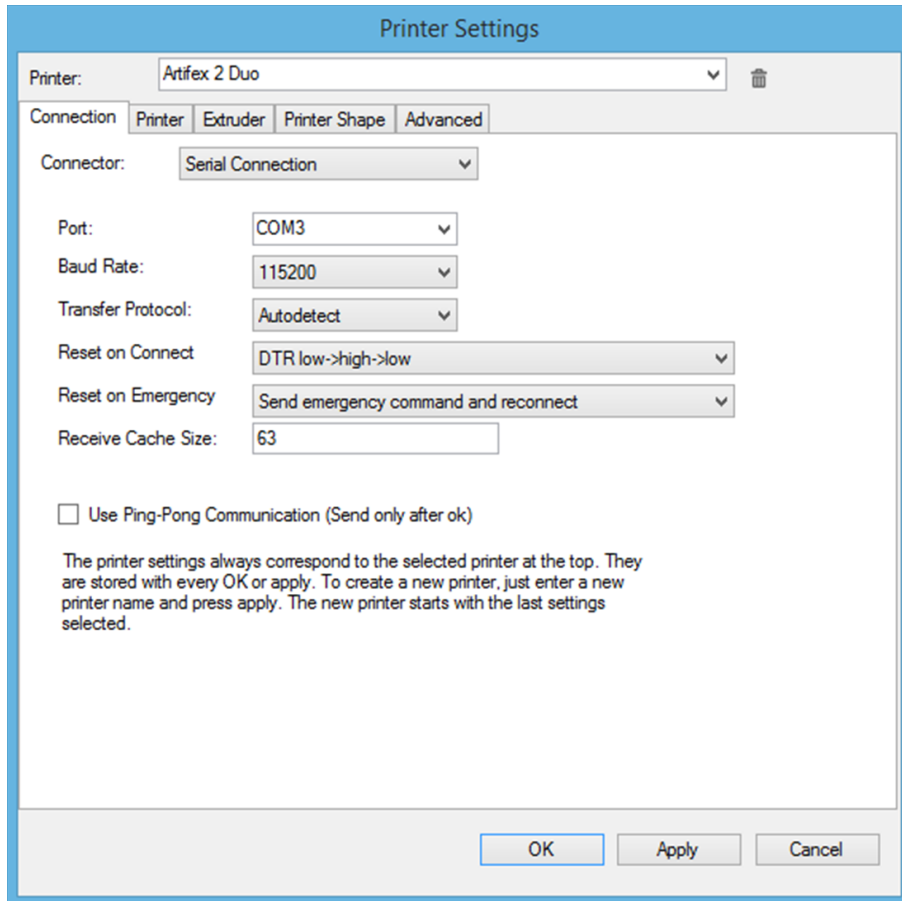 Printer Settings
Printer: Artifex 2 Duo
Connection Printer Extruder Printer Shape Advanced
Connector: Serial Connection
Port: COM3
Baud Rate: 115200
Transfer Protocol: Autodetect
Reset on Connect DTR low->high->low
Reset on Emergency Send emergency command and reconnect
Receive Cache Size: 63
Use Ping-Pong Communication (Send only after ok)
The printer settings always correspond to the selected printer at the top. They
are stored with every OK or apply. To create a new printer, just enter a new
printer name and press apply. The new printer starts with the last settings
selected.
OK Apply Cancel